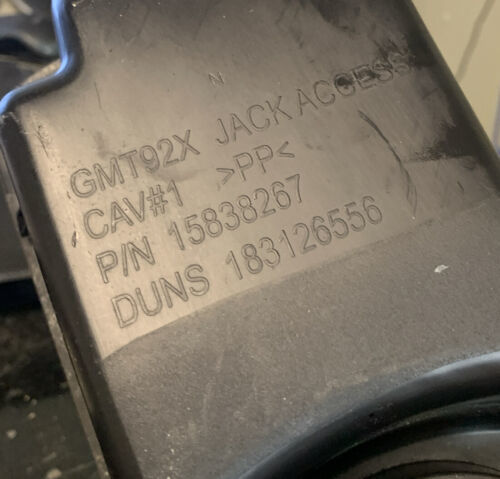 GMT92X JACK ACCESS
CAV#1 >PP<
P/N 15838267
DUNS 183126556